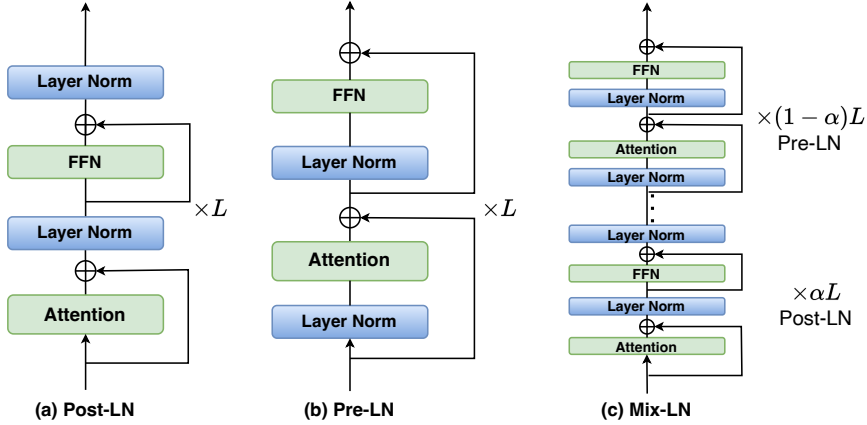 Layer Norm
FFN
Layer Norm
Attention
×L
(a) Post-LN
FFN
Layer Norm
Attention
Layer Norm
×L
(b) Pre-LN
FFN
Layer Norm
Attention
Layer Norm
Layer Norm
FFN
Layer Norm
Attention
×(1 − α)L
Pre-LN
×αL
Post-LN
(c) Mix-LN